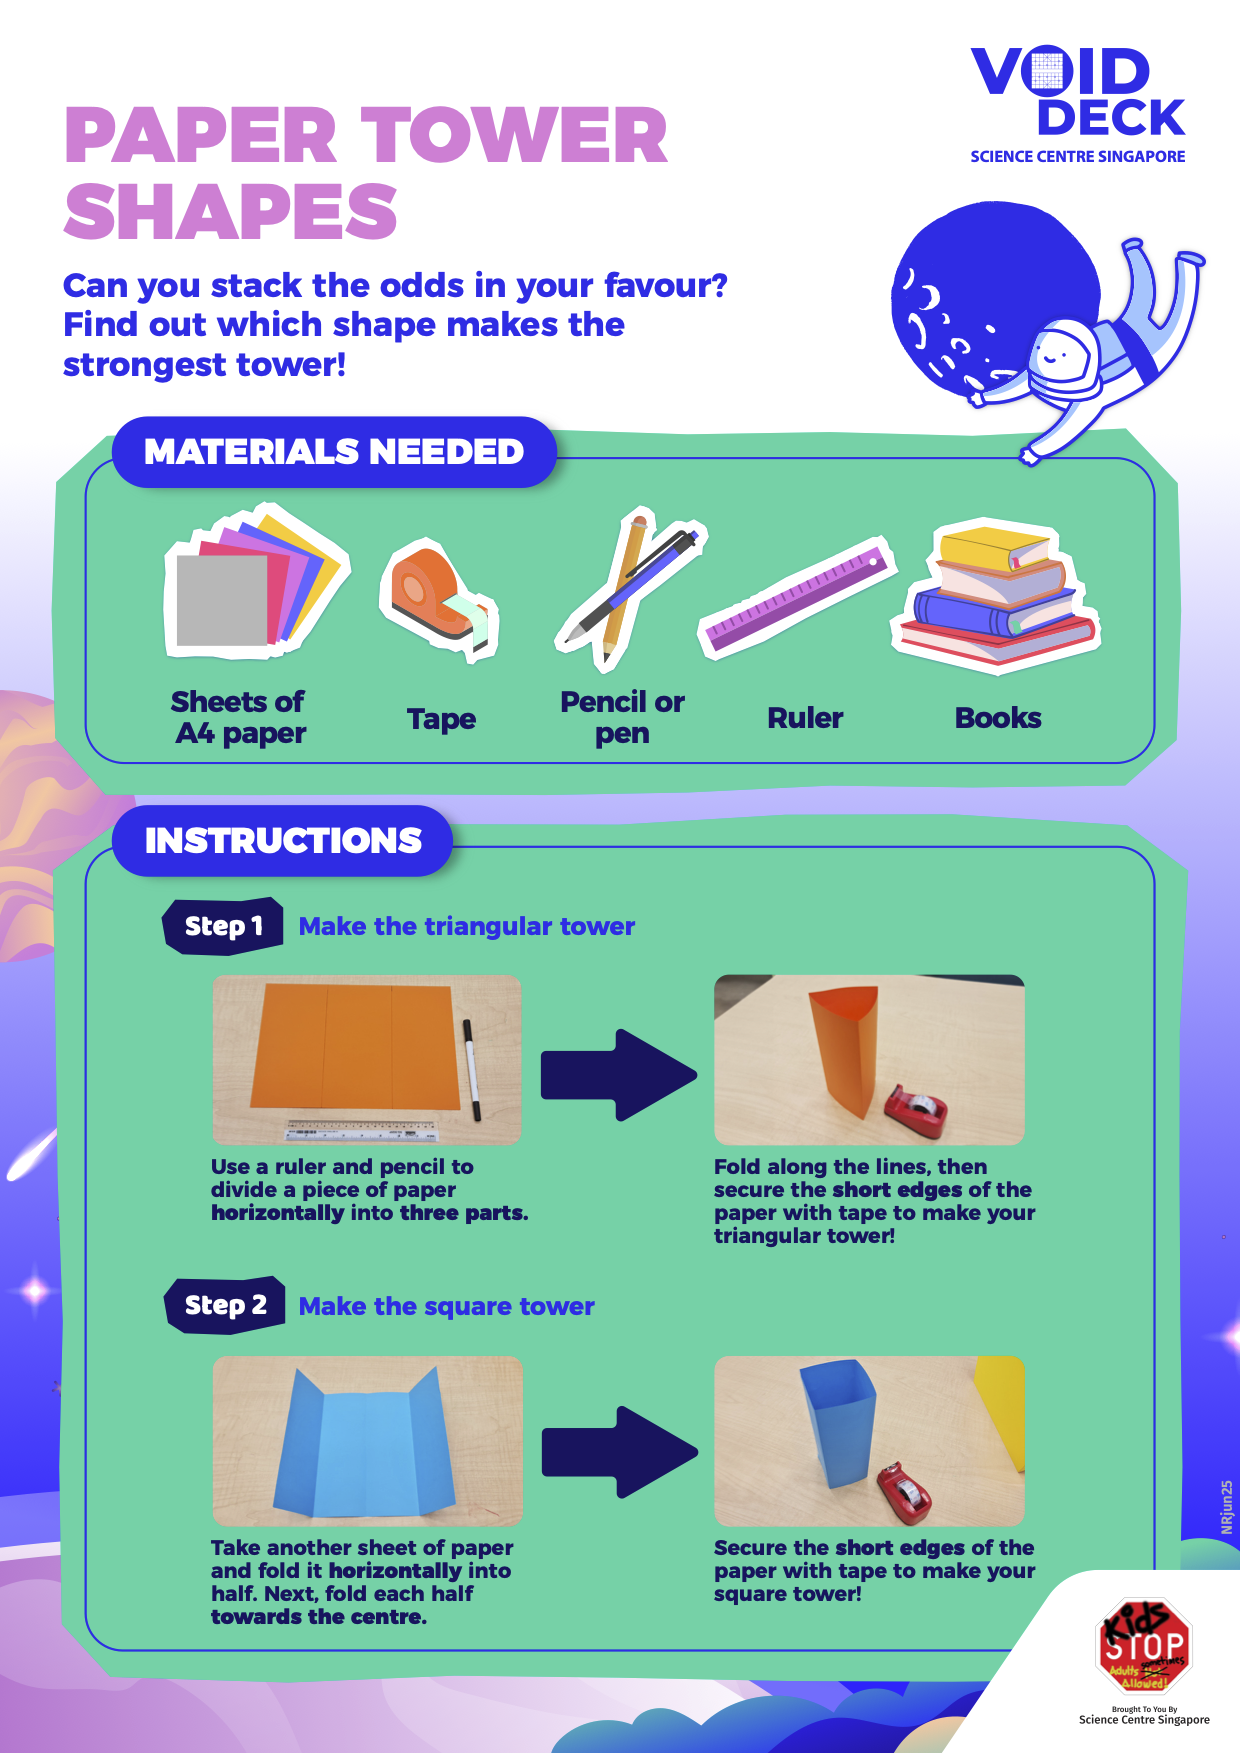 VOID
DECK
SCIENCE CENTRE SINGAPORE
PAPER TOWER
SHAPES
Can you stack the odds in your favour?
Find out which shape makes the
strongest tower!
MATERIALS NEEDED
Sheets of
A4 paper
Tape
Pencil or
pen
Ruler
Books
INSTRUCTIONS
Step 1
Make the triangular tower
Use a ruler and pencil to
divide a piece of paper
horizontally into three parts.
Fold along the lines, then
secure the short edges of the
paper with tape to make your
triangular tower!
Step 2
Make the square tower
Take another sheet of paper
and fold it horizontally into
half. Next, fold each half
towards the centre.
Secure the short edges of the
paper with tape to make your
square tower!
NRjun25
Kids
STOP
sometimes
Adults
Allowed!
Brought To You By
Science Centre Singapore